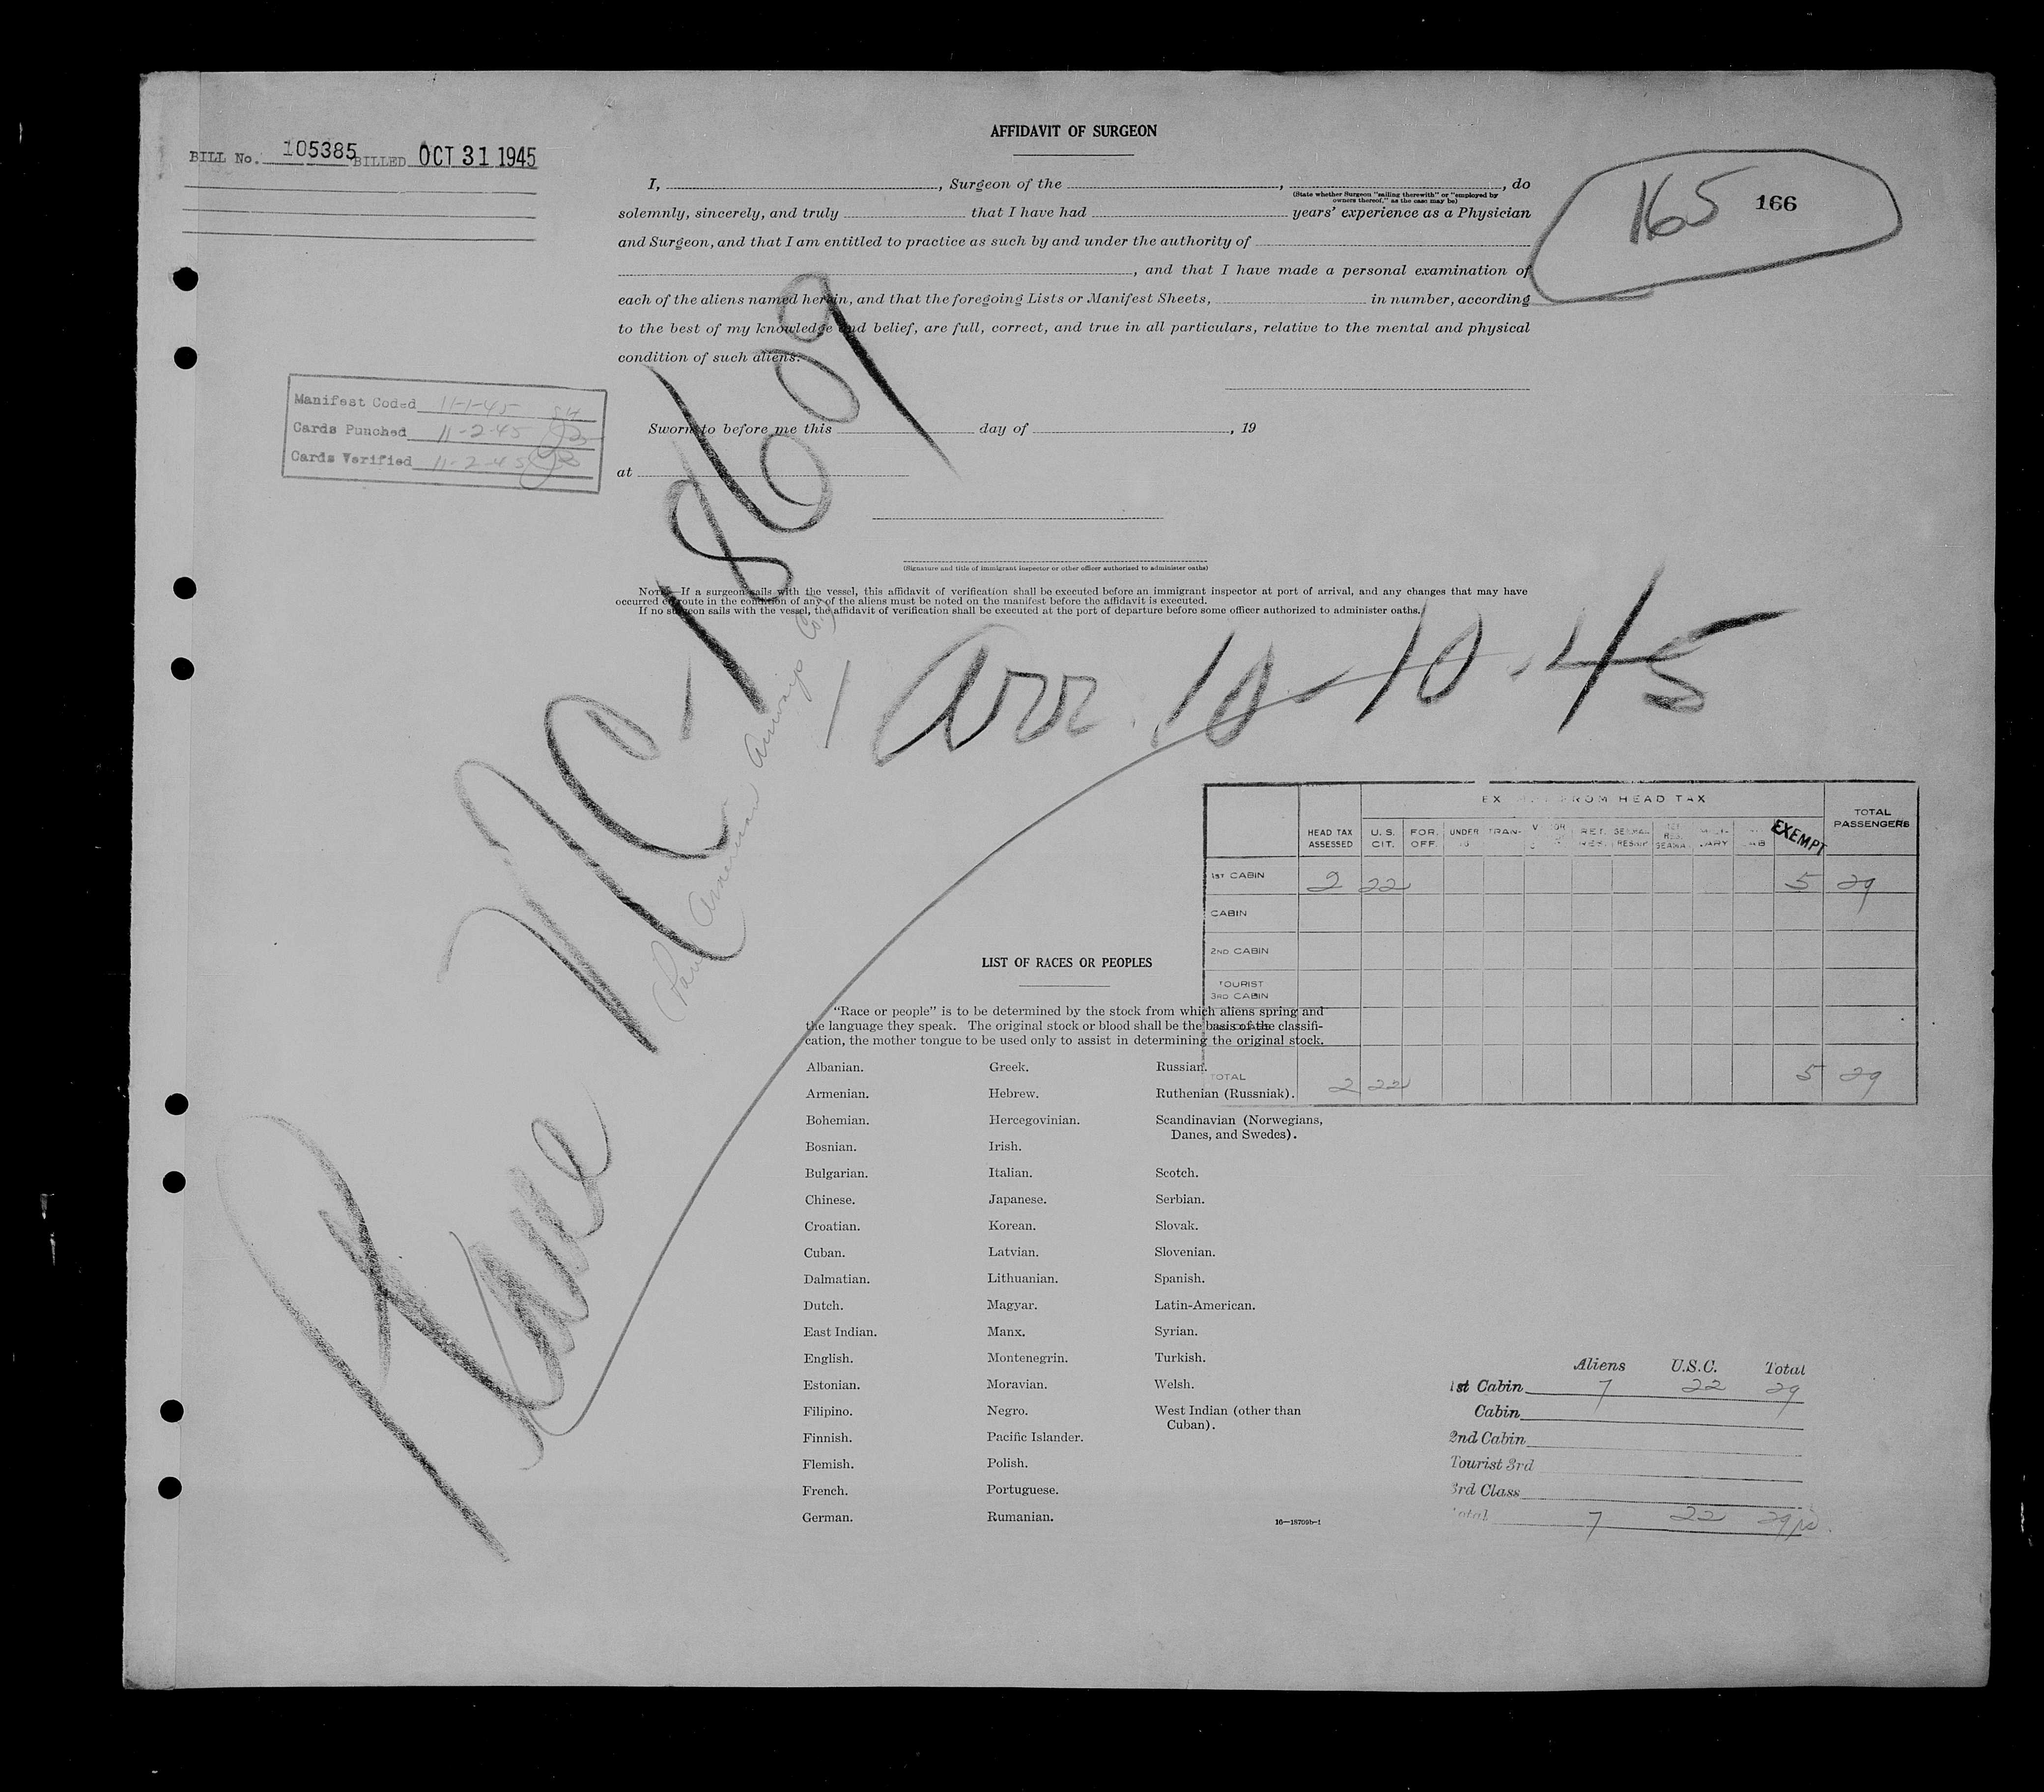 AFFIDAVIT OF SURGEON
BILL No. 105385 BILLED OCT 31 1945
165 166
I, , Surgeon of the , , do
(State whether Surgeon "sailing therewith" or "employed by
owners thereof," as the case may be)
solemnly, sincerely, and truly that I have had years' experience as a Physician
and Surgeon, and that I am entitled to practice as such by and under the authority of
, and that I have made a personal examination of
each of the aliens named herein, and that the foregoing Lists or Manifest Sheets, in number, according
to the best of my knowledge and belief, are full, correct, and true in all particulars, relative to the mental and physical
condition of such aliens.
Manifest Coded 11-1-45
Cards Punched 11-2-45
Cards Verified 11-2-45
Sworn to before me this day of , 19
at
(Signature and title of immigrant inspector or other officer authorized to administer oaths)
NOTE.—If a surgeon sails with the vessel, this affidavit of verification shall be executed before an immigrant inspector at port of arrival, and any changes that may have
occurred en route in the condition of any of the aliens must be noted on the manifest before the affidavit is executed.
If no surgeon sails with the vessel, the affidavit of verification shall be executed at the port of departure before some officer authorized to administer oaths.
Plane NC-18609
(Pan American Airways Co.)
Arr. 10-10-45
EX FROM HEAD TAX
HEAD TAX ASSESSED U. S. CIT. FOR. OFF. UNDER 16 TRAN- RET. RES. EXEMPT TOTAL PASSENGERS
1ST CABIN 2 22 5 29
CABIN
2ND CABIN
TOURIST
3RD CABIN
TOTAL 2 22 5 29
LIST OF RACES OR PEOPLES
"Race or people" is to be determined by the stock from which aliens spring and
the language they speak. The original stock or blood shall be the basis of the classifi-
cation, the mother tongue to be used only to assist in determining the original stock.
Albanian. Greek. Russian.
Armenian. Hebrew. Ruthenian (Russniak).
Bohemian. Hercegovinian. Scandinavian (Norwegians,
Danes, and Swedes).
Bosnian. Irish.
Bulgarian. Italian. Scotch.
Chinese. Japanese. Serbian.
Croatian. Korean. Slovak.
Cuban. Latvian. Slovenian.
Dalmatian. Lithuanian. Spanish.
Dutch. Magyar. Latin-American.
East Indian. Manx. Syrian.
English. Montenegrin. Turkish.
Estonian. Moravian. Welsh.
Filipino. Negro. West Indian (other than
Cuban).
Finnish. Pacific Islander.
Flemish. Polish.
French. Portuguese.
German. Rumanian.
16—18709b-1
Aliens U.S.C. Total
1st Cabin 7 22 29
Cabin
2nd Cabin
Tourist 3rd
3rd Class
Total 7 22 29